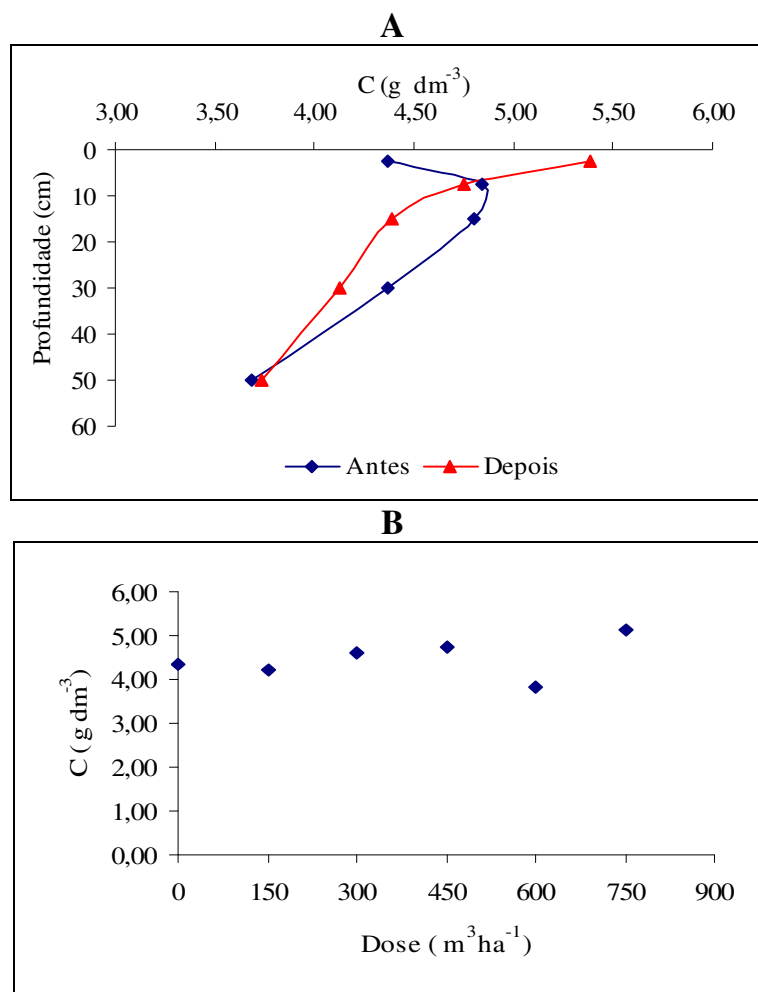 A
C (g dm-3)
3,00 3,50 4,00 4,50 5,00 5,50 6,00
Profundidade (cm)
0
10
20
30
40
50
60
Antes Depois
B
C ( g dm-3)
6,00
5,00
4,00
3,00
2,00
1,00
0,00
0 150 300 450 600 750 900
Dose ( m3ha-1)